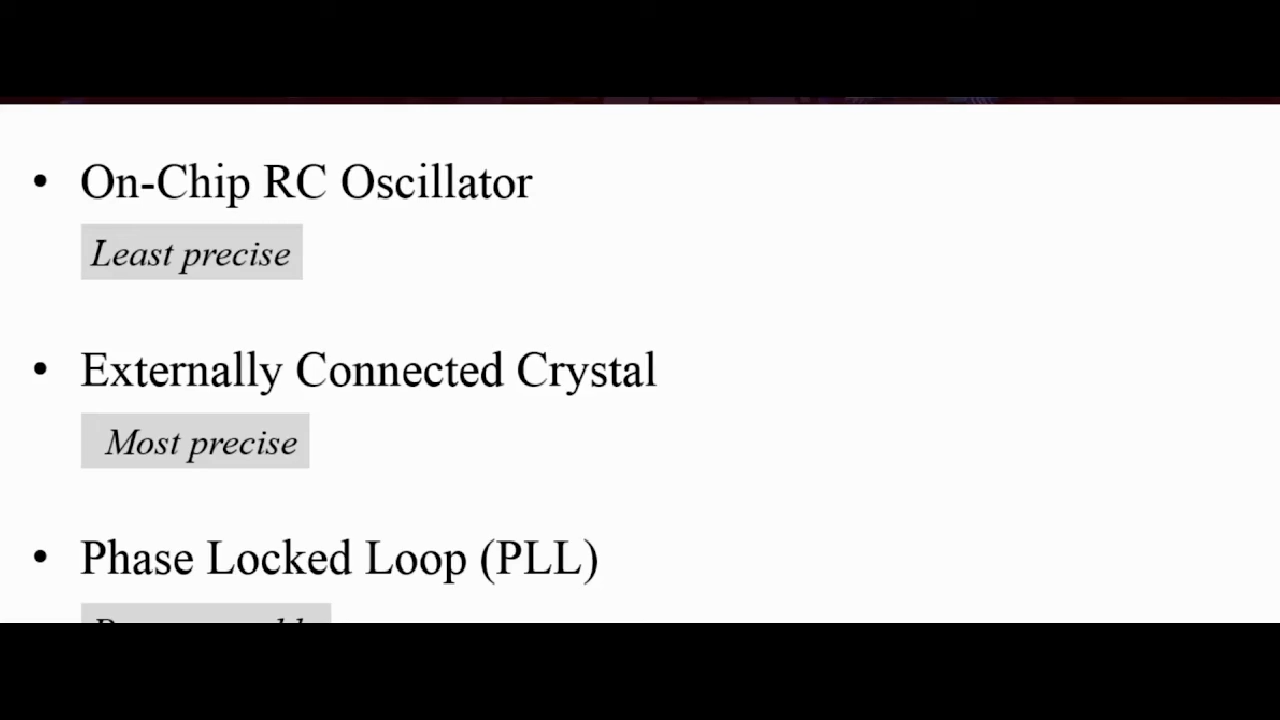 • On-Chip RC Oscillator
Least precise
• Externally Connected Crystal
Most precise
• Phase Locked Loop (PLL)